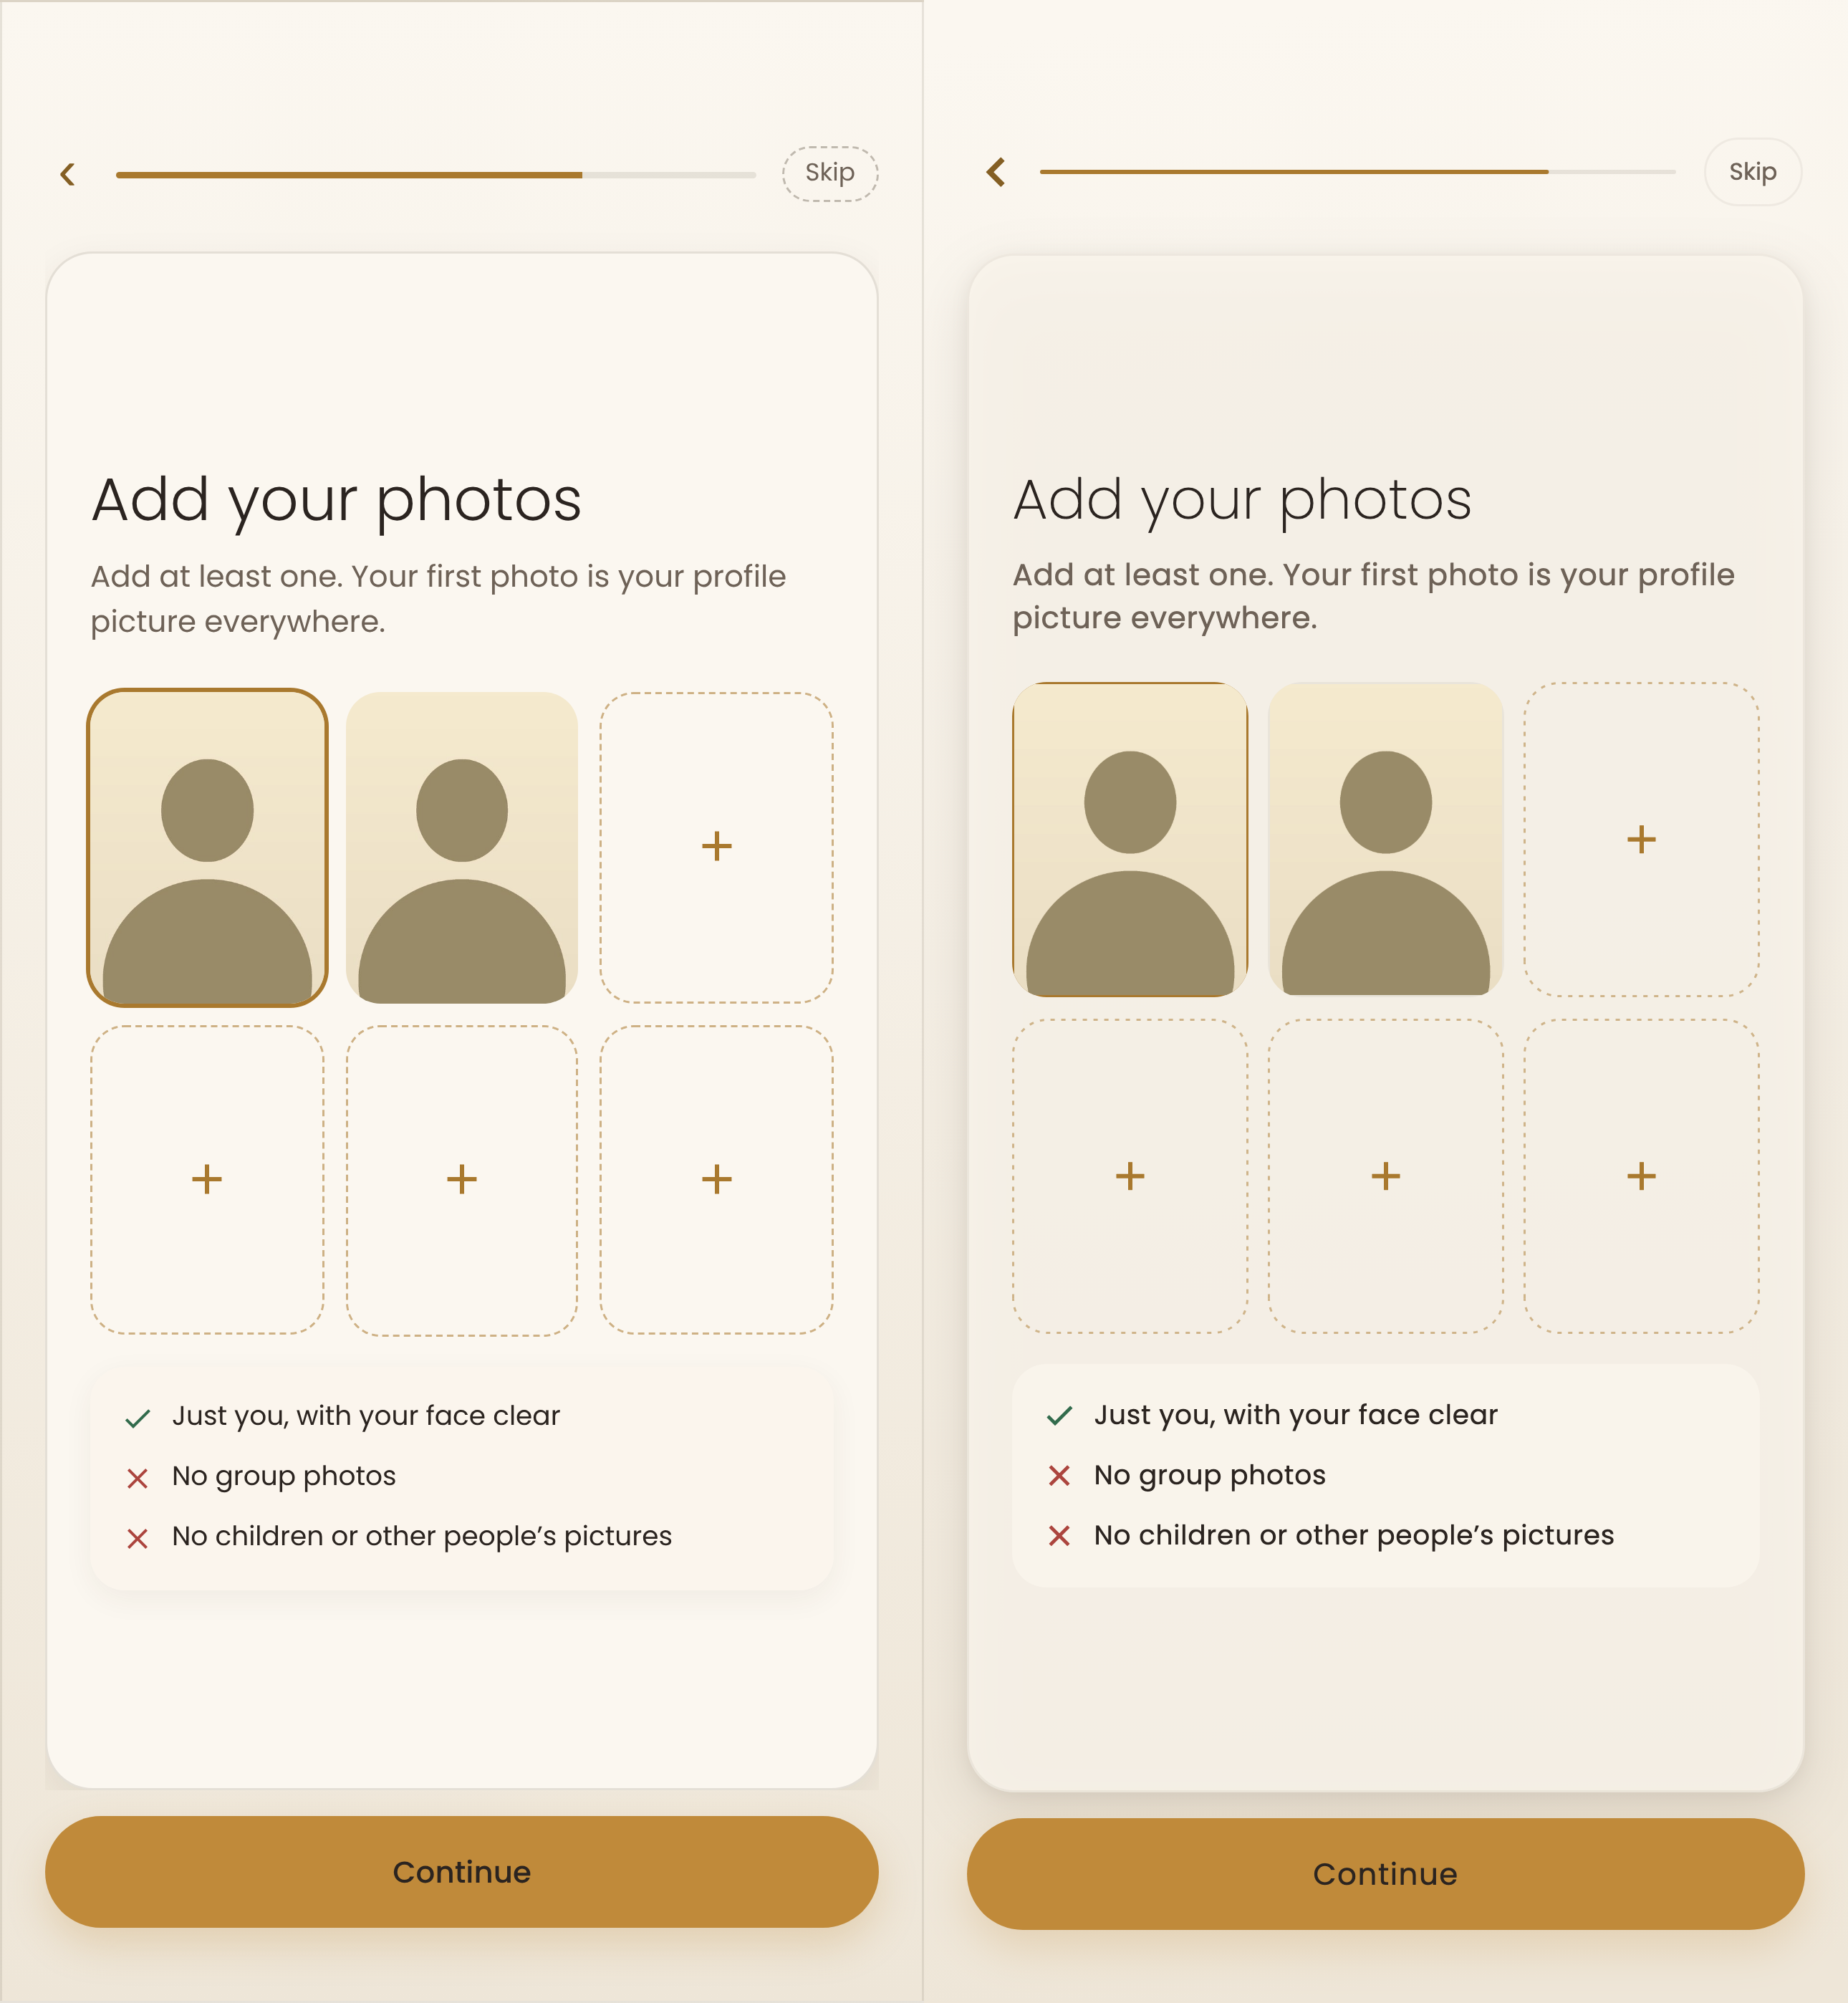 Skip
Add your photos
Add at least one. Your first photo is your profile
picture everywhere.
Just you, with your face clear
No group photos
No children or other people’s pictures
Continue
Skip
Add your photos
Add at least one. Your first photo is your profile
picture everywhere.
Just you, with your face clear
No group photos
No children or other people’s pictures
Continue